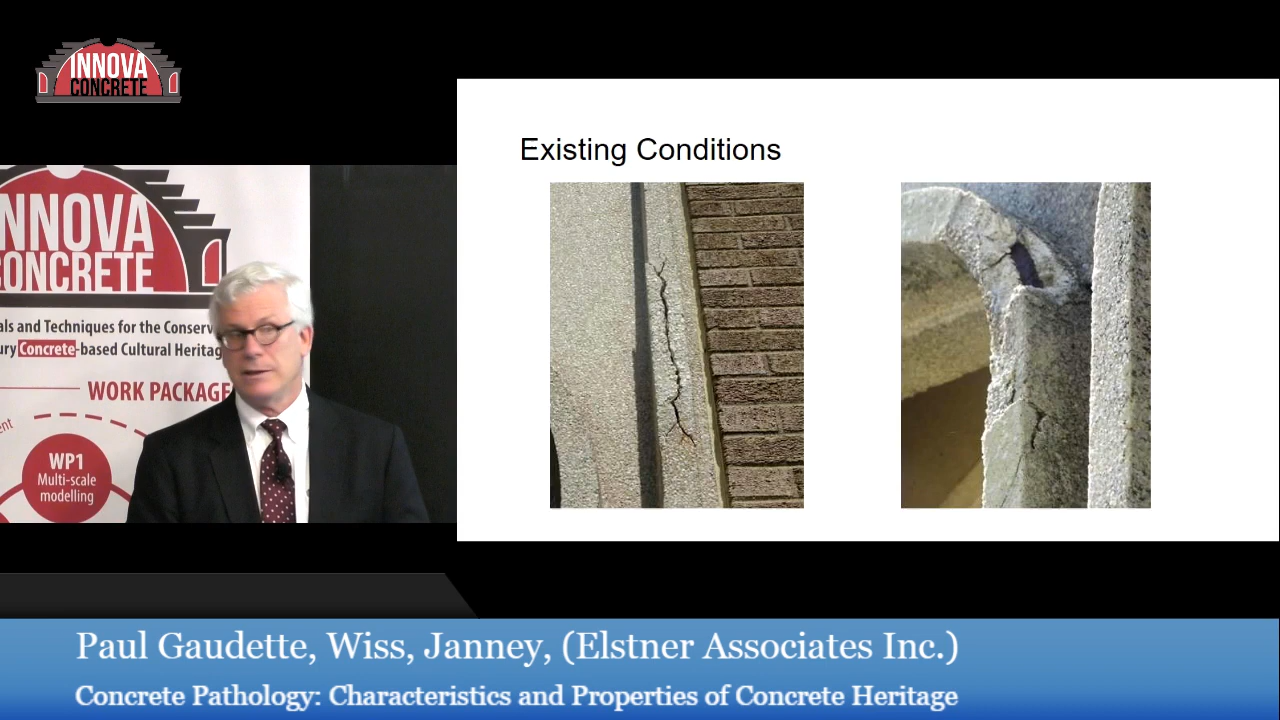 INNOVA
CONCRETE
Existing Conditions
INNOVA
CONCRETE
als and Techniques for the Conserv
ury Concrete-based Cultural Heritag
WORK PACKAGE
ent
WP1
Multi-scale
modelling
Paul Gaudette, Wiss, Janney, (Elstner Associates Inc.)
Concrete Pathology: Characteristics and Properties of Concrete Heritage